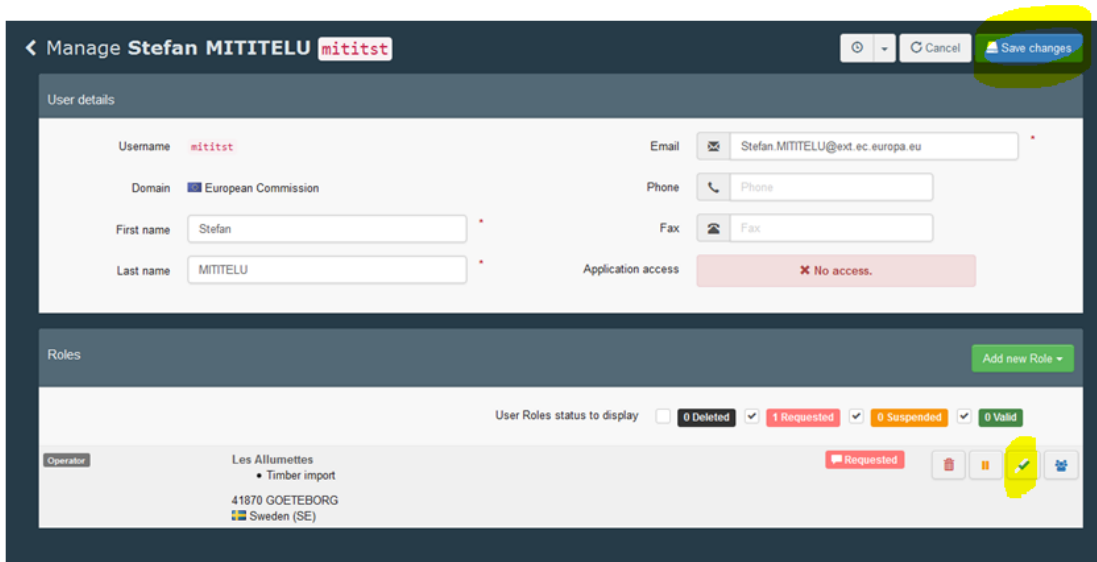 Manage Stefan MITITELU mititst
Cancel
Save changes
User details
Username mititst
Email Stefan.MITITELU@ext.ec.europa.eu *
Domain European Commission
Phone Phone
First name Stefan *
Fax Fax
Last name MITITELU *
Application access No access.
Roles
Add new Role
User Roles status to display 0 Deleted 1 Requested 0 Suspended 0 Valid
Operator Les Allumettes Requested
• Timber import
41870 GOETEBORG
Sweden (SE)